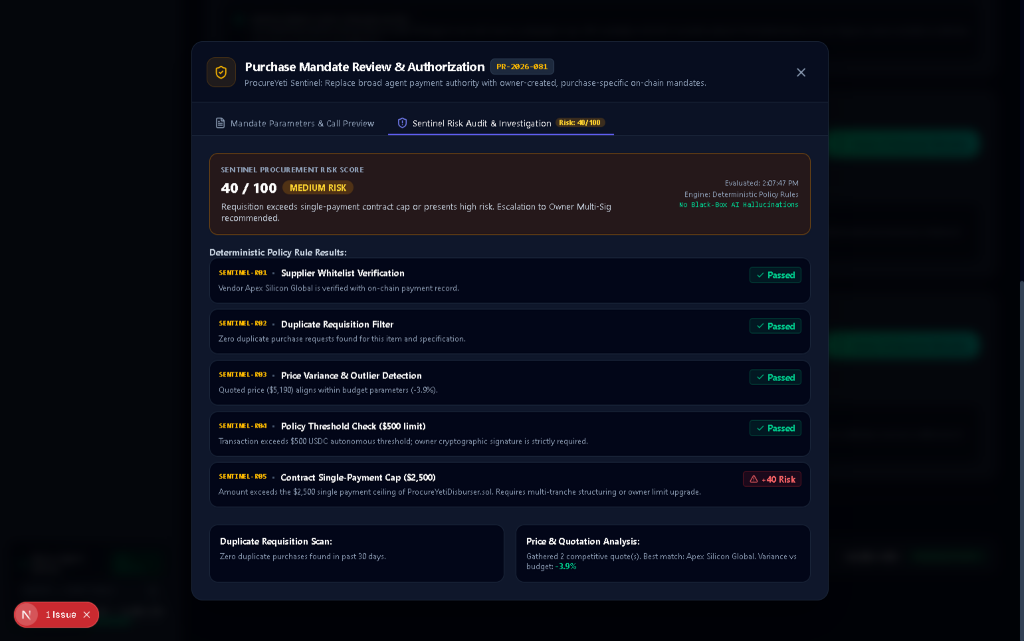 Purchase Mandate Review & Authorization PR-2026-081
ProcureYeti Sentinel: Replace broad agent payment authority with owner-created, purchase-specific on-chain mandates.
Mandate Parameters & Call Preview
Sentinel Risk Audit & Investigation Risk: 40/100
SENTINEL PROCUREMENT RISK SCORE
40 / 100 MEDIUM RISK
Requisition exceeds single-payment contract cap or presents high risk. Escalation to Owner Multi-Sig
recommended.
Evaluated: 2:07:47 PM
Engine: Deterministic Policy Rules
No Black-Box AI Hallucinations
Deterministic Policy Rule Results:
SENTINEL-R01 • Supplier Whitelist Verification
Vendor Apex Silicon Global is verified with on-chain payment record.
Passed
SENTINEL-R02 • Duplicate Requisition Filter
Zero duplicate purchase requests found for this item and specification.
Passed
SENTINEL-R03 • Price Variance & Outlier Detection
Quoted price ($5,190) aligns within budget parameters (-3.9%).
Passed
SENTINEL-R04 • Policy Threshold Check ($500 limit)
Transaction exceeds $500 USDC autonomous threshold; owner cryptographic signature is strictly required.
Passed
SENTINEL-R05 • Contract Single-Payment Cap ($2,500)
Amount exceeds the $2,500 single payment ceiling of ProcureYetiDisburser.sol. Requires multi-tranche structuring or owner limit upgrade.
+40 Risk
Duplicate Requisition Scan:
Zero duplicate purchases found in past 30 days.
Price & Quotation Analysis:
Gathered 2 competitive quote(s). Best match: Apex Silicon Global. Variance vs
budget: -3.9%
N 1 Issue